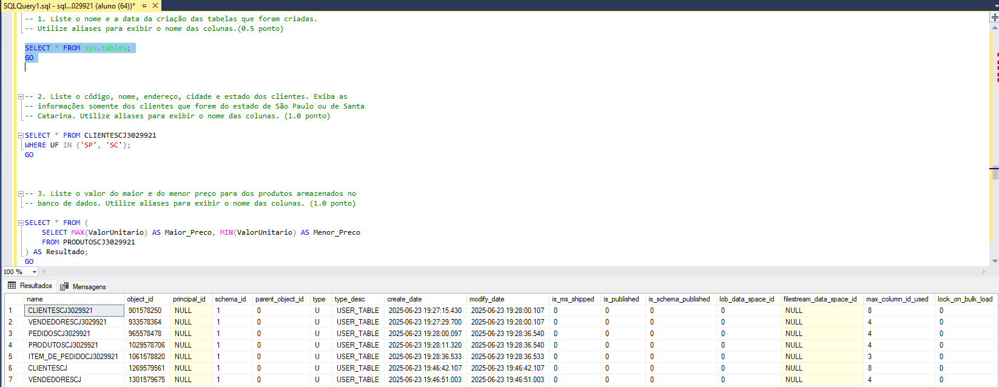 SQLQuery1.sql - sql...029921 (aluno (64))*
-- 1. Liste o nome e a data da criação das tabelas que foram criadas.
-- Utilize aliases para exibir o nome das colunas.(0.5 ponto)
SELECT * FROM sys.tables;
GO
-- 2. Liste o código, nome, endereço, cidade e estado dos clientes. Exiba as
-- informações somente dos clientes que forem do estado de São Paulo ou de Santa
-- Catarina. Utilize aliases para exibir o nome das colunas. (1.0 ponto)
SELECT * FROM CLIENTESCJ3029921
WHERE UF IN ('SP', 'SC');
GO
-- 3. Liste o valor do maior e do menor preço para dos produtos armazenados no
-- banco de dados. Utilize aliases para exibir o nome das colunas. (1.0 ponto)
SELECT * FROM (
SELECT MAX(ValorUnitario) AS Maior_Preco, MIN(ValorUnitario) AS Menor_Preco
FROM PRODUTOSCJ3029921
) AS Resultado;
GO
100 %
Resultados Mensagens
name object_id principal_id schema_id parent_object_id type type_desc create_date modify_date is_ms_shipped is_published is_schema_published lob_data_space_id filestream_data_space_id max_column_id_used lock_on_bulk_load
1 CLIENTESCJ3029921 901578250 NULL 1 0 U USER_TABLE 2025-06-23 19:27:15.430 2025-06-23 19:28:00.107 0 0 0 0 NULL 8 0
2 VENDEDORESCJ3029921 933578364 NULL 1 0 U USER_TABLE 2025-06-23 19:27:29.700 2025-06-23 19:28:00.107 0 0 0 0 NULL 4 0
3 PEDIDOSCJ3029921 965578478 NULL 1 0 U USER_TABLE 2025-06-23 19:28:00.097 2025-06-23 19:28:36.540 0 0 0 0 NULL 4 0
4 PRODUTOSCJ3029921 1029578706 NULL 1 0 U USER_TABLE 2025-06-23 19:28:11.320 2025-06-23 19:28:36.540 0 0 0 0 NULL 4 0
5 ITEM_DE_PEDIDOCJ3029921 1061578820 NULL 1 0 U USER_TABLE 2025-06-23 19:28:36.533 2025-06-23 19:28:36.533 0 0 0 0 NULL 3 0
6 CLIENTESCJ 1269579561 NULL 1 0 U USER_TABLE 2025-06-23 19:46:42.107 2025-06-23 19:46:42.107 0 0 0 0 NULL 8 0
7 VENDEDORESCJ 1301579675 NULL 1 0 U USER_TABLE 2025-06-23 19:46:51.003 2025-06-23 19:46:51.003 0 0 0 0 NULL 4 0